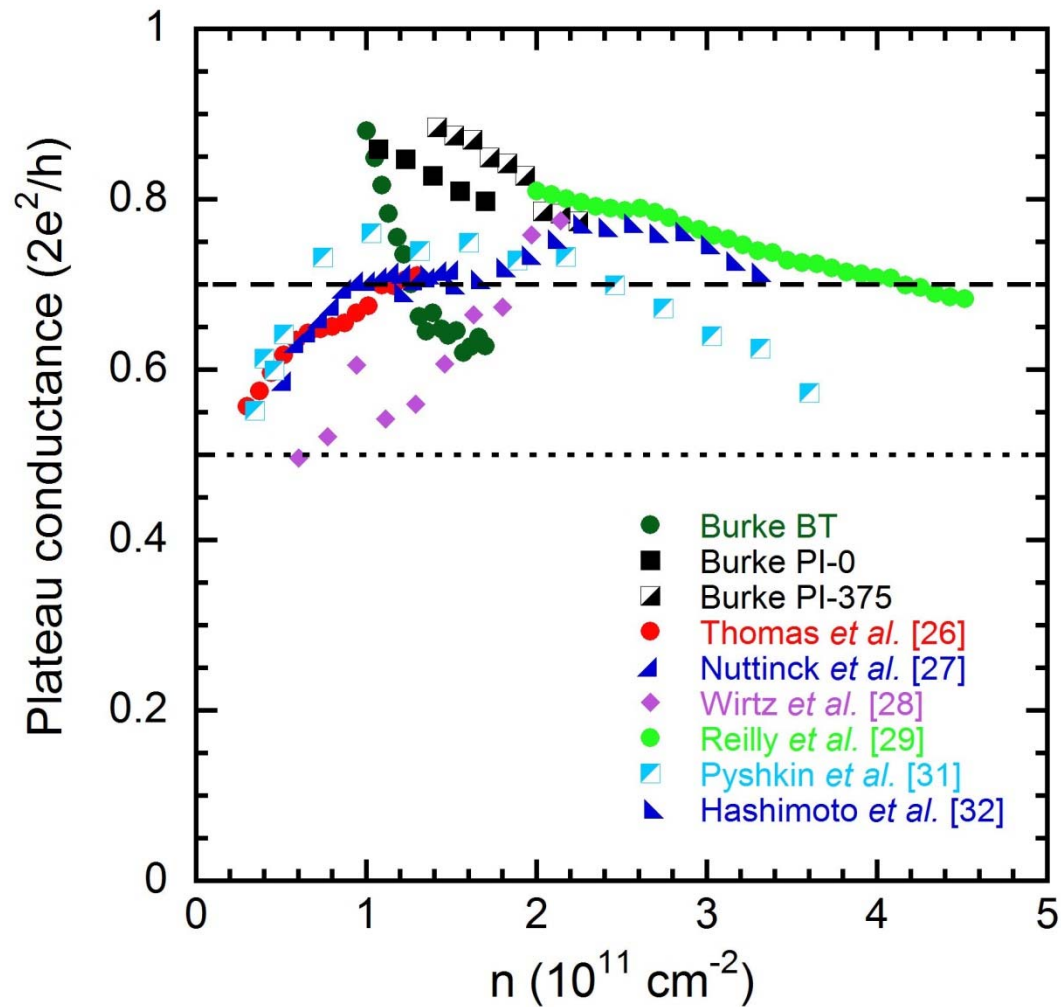 1
0.8
0.6
0.4
0.2
0
Plateau conductance (2e²/h)
Burke BT
Burke PI-0
Burke PI-375
Thomas et al. [26]
Nuttinck et al. [27]
Wirtz et al. [28]
Reilly et al. [29]
Pyshkin et al. [31]
Hashimoto et al. [32]
0 1 2 3 4 5
n (10¹¹ cm⁻²)